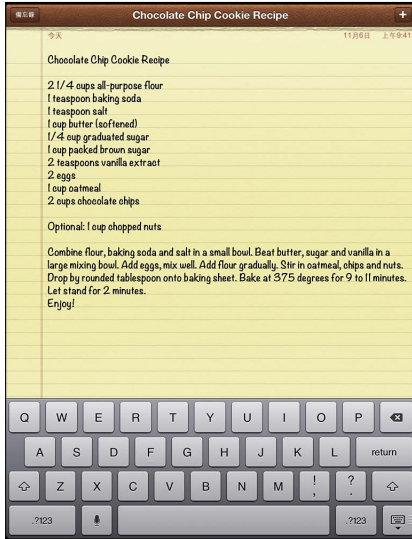 備忘錄
Chocolate Chip Cookie Recipe
+
今天 11月6日 上午9:41
Chocolate Chip Cookie Recipe
2 1/4 cups all-purpose flour
1 teaspoon baking soda
1 teaspoon salt
1 cup butter (softened)
1/4 cup graduated sugar
1 cup packed brown sugar
2 teaspoons vanilla extract
2 eggs
1 cup oatmeal
2 cups chocolate chips
Optional: 1 cup chopped nuts
Combine flour, baking soda and salt in a small bowl. Beat butter, sugar and vanilla in a
large mixing bowl. Add eggs, mix well. Add flour gradually. Stir in oatmeal, chips and nuts.
Drop by rounded tablespoon onto baking sheet. Bake at 375 degrees for 9 to 11 minutes.
Let stand for 2 minutes.
Enjoy!
Q W E R T Y U I O P
A S D F G H J K L return
Z X C V B N M ! , ? .
.?123 .?123